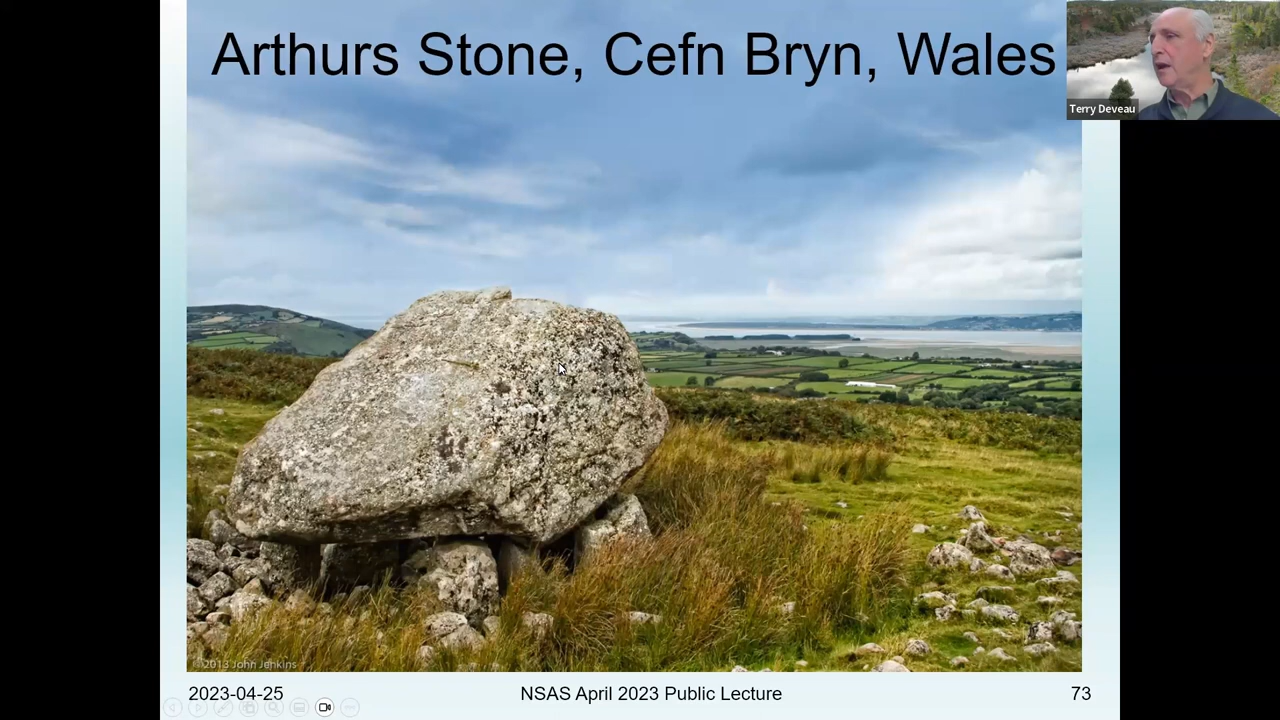 Arthurs Stone, Cefn Bryn, Wales
Terry Deveau
©2013 John Jenkins
2023-04-25
NSAS April 2023 Public Lecture
73